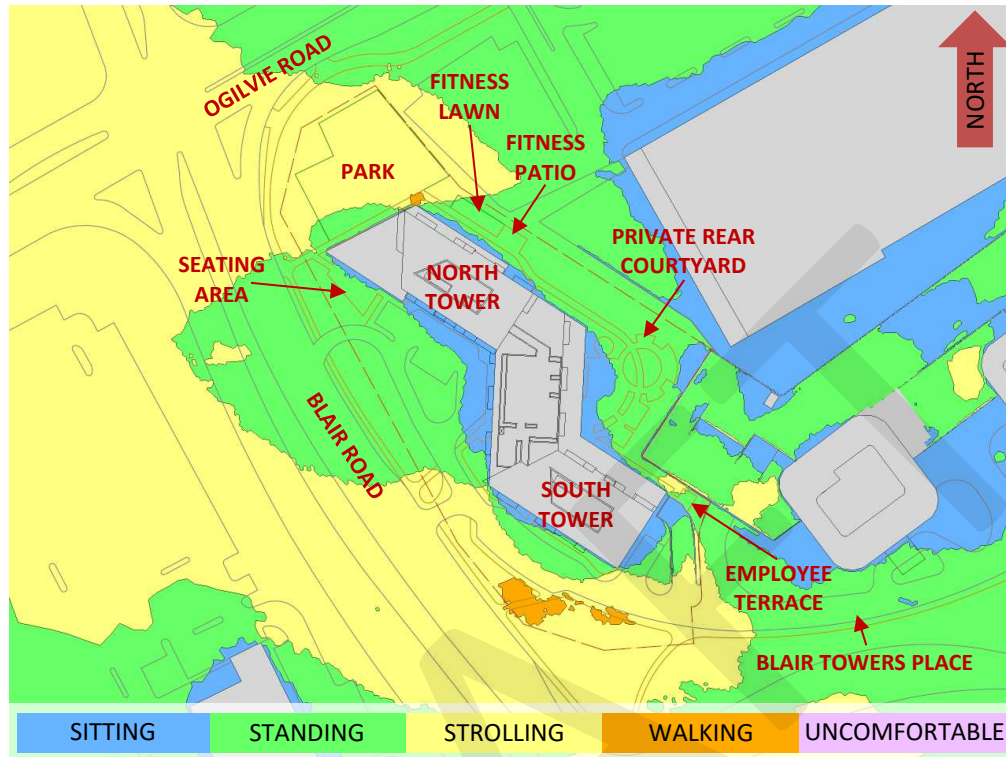 OGILVIE ROAD
FITNESS
LAWN
NORTH
FITNESS
PATIO
PARK
PRIVATE REAR
COURTYARD
SEATING
AREA
NORTH
TOWER
BLAIR ROAD
SOUTH
TOWER
EMPLOYEE
TERRACE
BLAIR TOWERS PLACE
SITTING
STANDING
STROLLING
WALKING
UNCOMFORTABLE